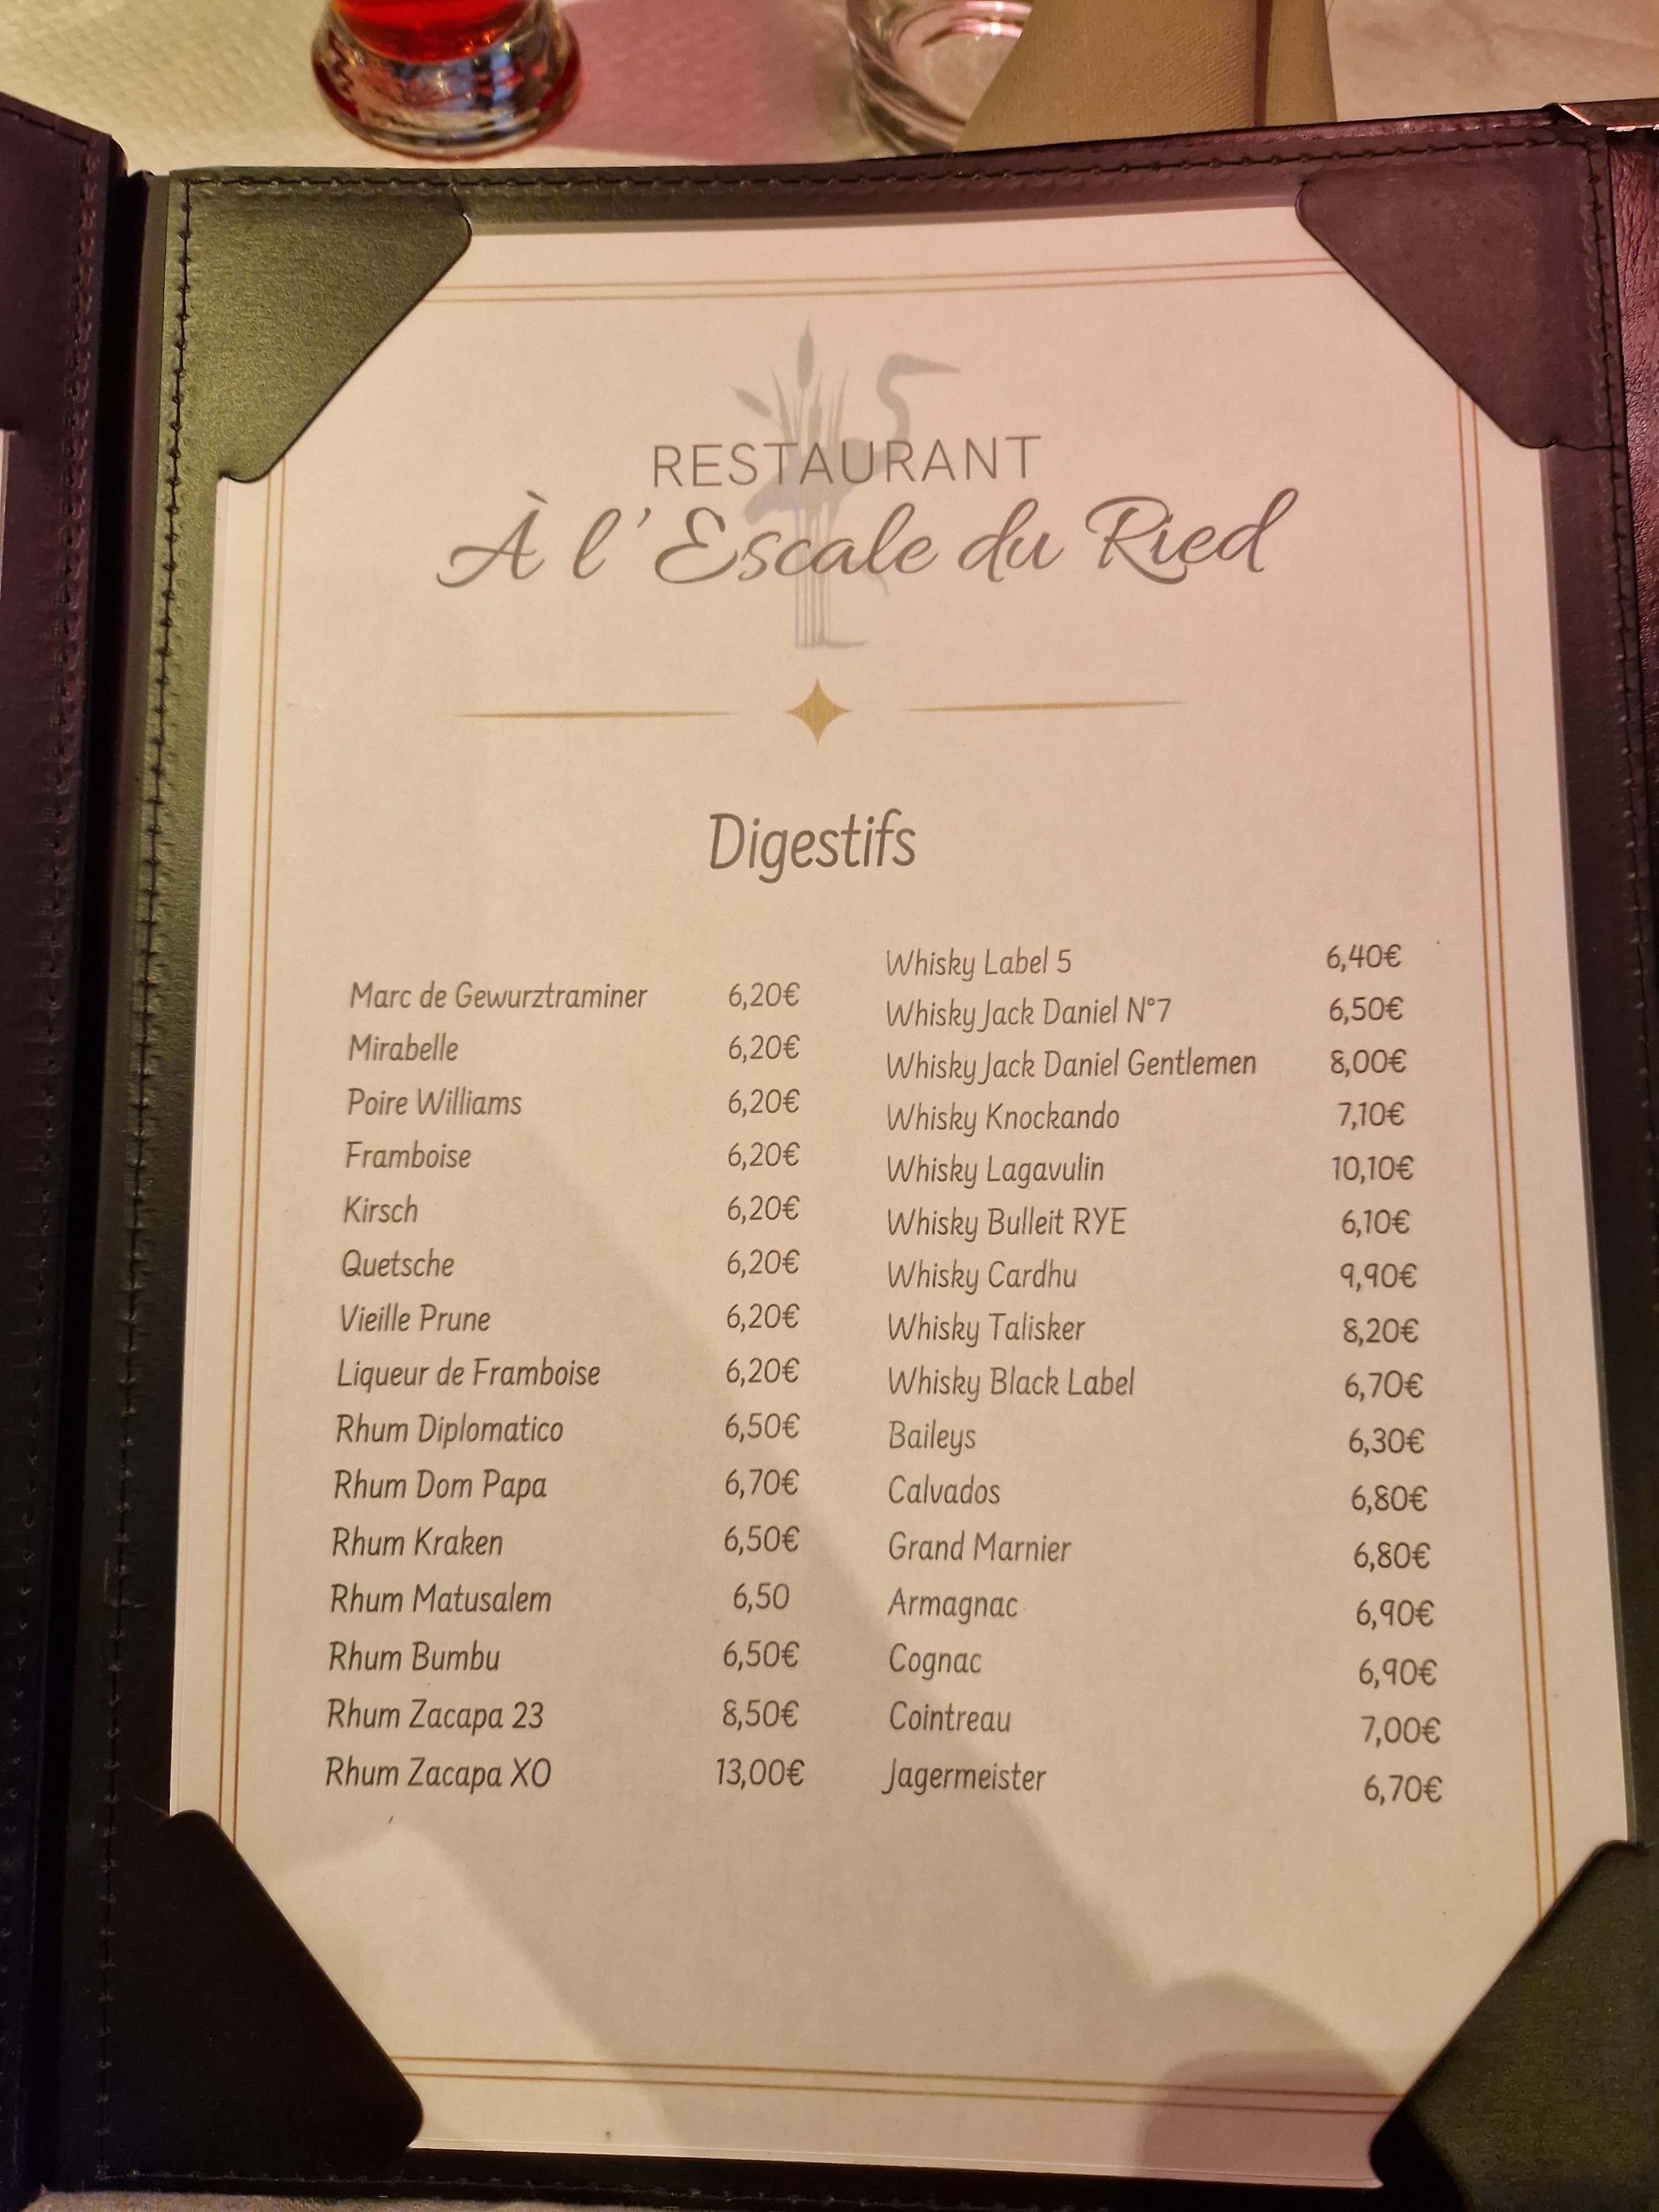 RESTAURANT
À l'Escale du Ried
Digestifs
Marc de Gewurztraminer 6,20€
Mirabelle 6,20€
Poire Williams 6,20€
Framboise 6,20€
Kirsch 6,20€
Quetsche 6,20€
Vieille Prune 6,20€
Liqueur de Framboise 6,20€
Rhum Diplomatico 6,50€
Rhum Dom Papa 6,70€
Rhum Kraken 6,50€
Rhum Matusalem 6,50
Rhum Bumbu 6,50€
Rhum Zacapa 23 8,50€
Rhum Zacapa XO 13,00€
Whisky Label 5 6,40€
Whisky Jack Daniel N°7 6,50€
Whisky Jack Daniel Gentlemen 8,00€
Whisky Knockando 7,10€
Whisky Lagavulin 10,10€
Whisky Bulleit RYE 6,10€
Whisky Cardhu 9,90€
Whisky Talisker 8,20€
Whisky Black Label 6,70€
Baileys 6,30€
Calvados 6,80€
Grand Marnier 6,80€
Armagnac 6,90€
Cognac 6,90€
Cointreau 7,00€
Jagermeister 6,70€